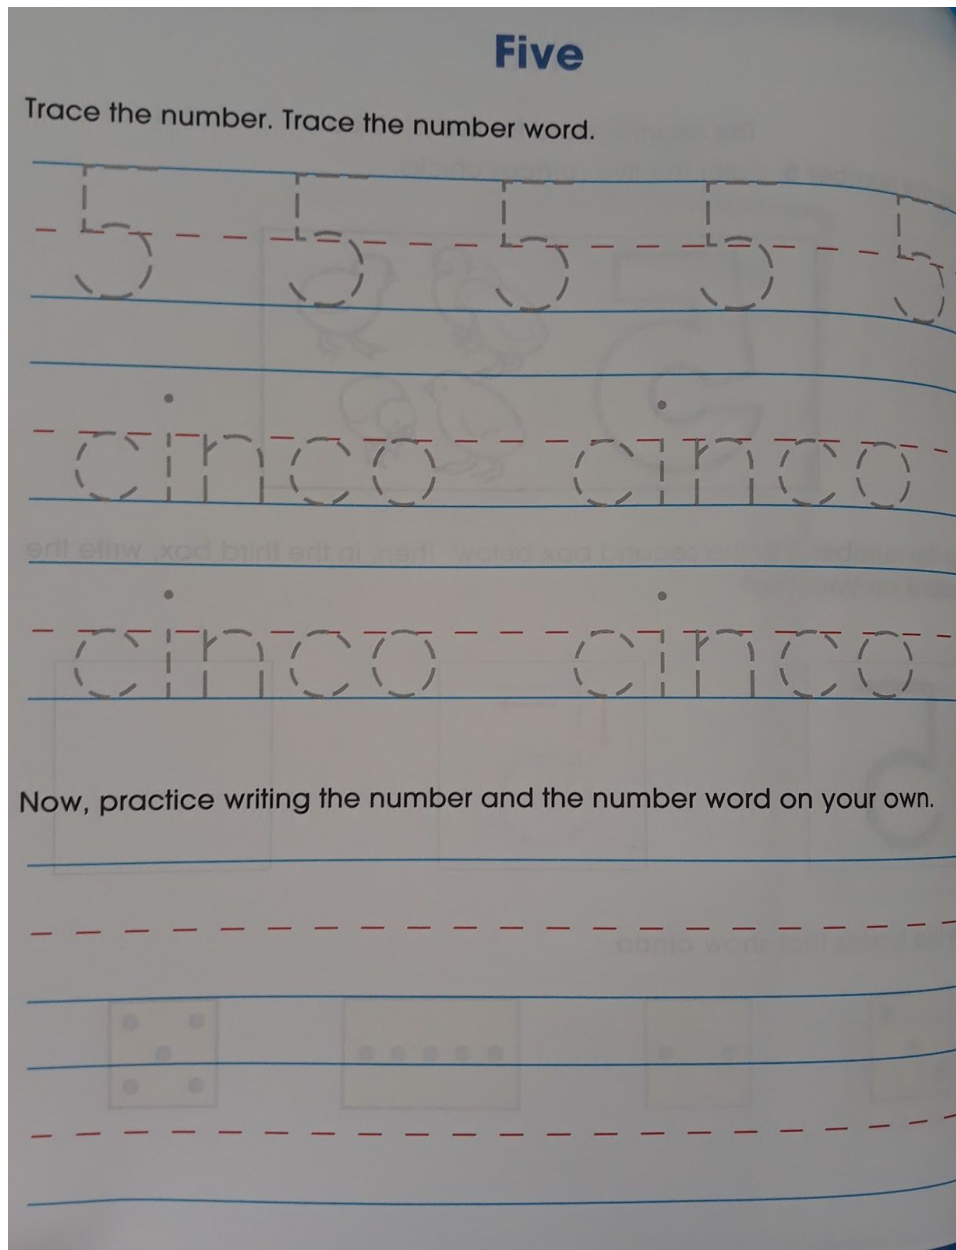 Five
Trace the number. Trace the number word.
5 5 5 5 5
cinco cinco
cinco cinco
Now, practice writing the number and the number word on your own.